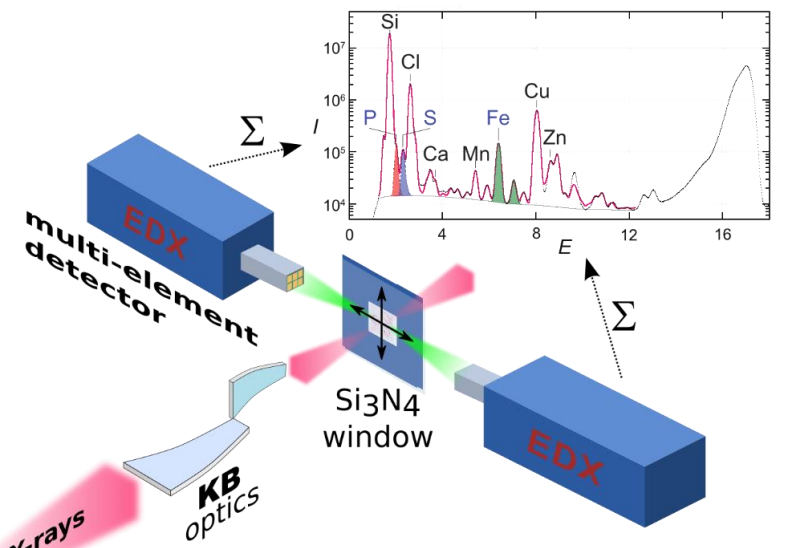 Si
10⁷
Cl
10⁶
Cu
P
S
Fe
Σ
I
Zn
10⁵
Ca
Mn
10⁴
0
4
8
12
16
E
EDX
multi-element
detector
Σ
Si₃N₄
window
EDX
KB
optics
X-rays